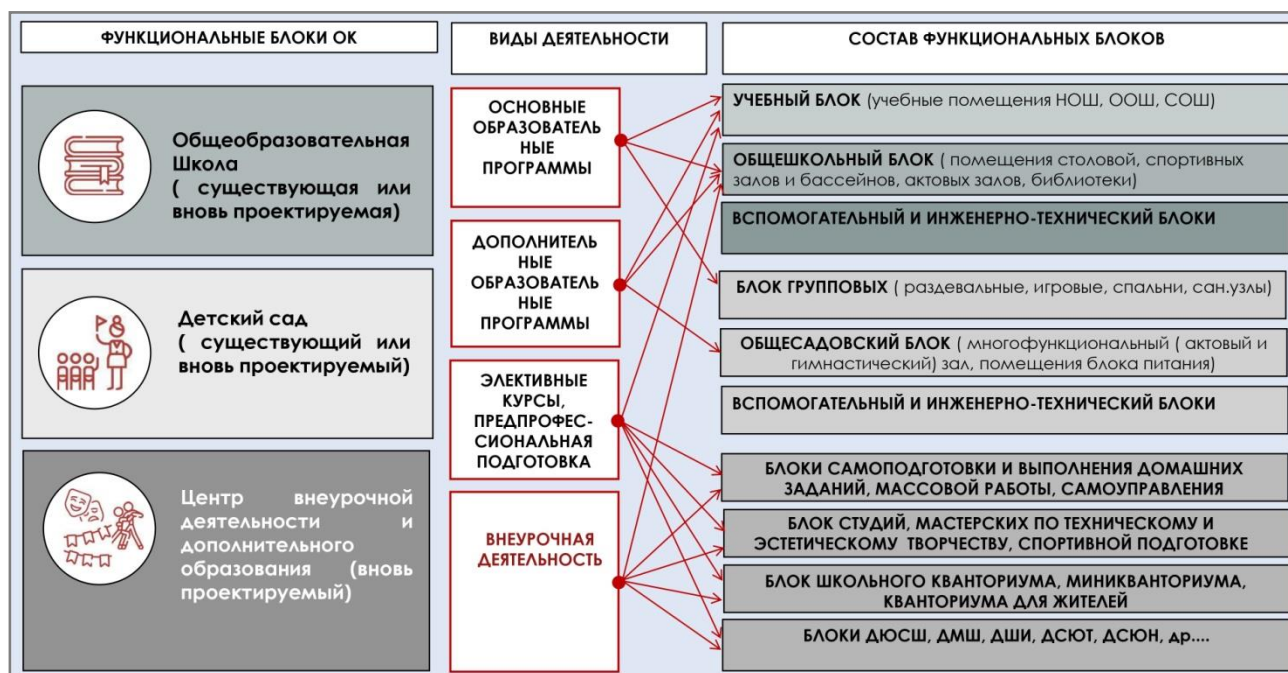 ФУНКЦИОНАЛЬНЫЕ БЛОКИ ОК
Общеобразовательная
Школа
( существующая или
вновь проектируемая)
Детский сад
( существующий или
вновь проектируемый)
Центр внеурочной
деятельности и
дополнительного
образования (вновь
проектируемый)
ВИДЫ ДЕЯТЕЛЬНОСТИ
ОСНОВНЫЕ
ОБРАЗОВАТЕЛЬ
НЫЕ
ПРОГРАММЫ
ДОПОЛНИТЕЛЬ
НЫЕ
ОБРАЗОВАТЕЛЬ
НЫЕ
ПРОГРАММЫ
ЭЛЕКТИВНЫЕ
КУРСЫ,
ПРЕДПРОФЕС-
СИОНАЛЬНАЯ
ПОДГОТОВКА
ВНЕУРОЧНАЯ
ДЕЯТЕЛЬНОСТЬ
СОСТАВ ФУНКЦИОНАЛЬНЫХ БЛОКОВ
УЧЕБНЫЙ БЛОК (учебные помещения НОШ, ООШ, СОШ)
ОБЩЕШКОЛЬНЫЙ БЛОК ( помещения столовой, спортивных
залов и бассейнов, актовых залов, библиотеки)
ВСПОМОГАТЕЛЬНЫЙ И ИНЖЕНЕРНО-ТЕХНИЧЕСКИЙ БЛОКИ
БЛОК ГРУППОВЫХ ( раздевальные, игровые, спальни, сан.узлы)
ОБЩЕСАДОВСКИЙ БЛОК ( многофункциональный ( актовый и
гимнастический) зал, помещения блока питания)
ВСПОМОГАТЕЛЬНЫЙ И ИНЖЕНЕРНО-ТЕХНИЧЕСКИЙ БЛОКИ
БЛОКИ САМОПОДГОТОВКИ И ВЫПОЛНЕНИЯ ДОМАШНИХ
ЗАДАНИЙ, МАССОВОЙ РАБОТЫ, САМОУПРАВЛЕНИЯ
БЛОК СТУДИЙ, МАСТЕРСКИХ ПО ТЕХНИЧЕСКОМУ И
ЭСТЕТИЧЕСКОМУ ТВОРЧЕСТВУ, СПОРТИВНОЙ ПОДГОТОВКЕ
БЛОК ШКОЛЬНОГО КВАНТОРИУМА, МИНИКВАНТОРИУМА,
КВАНТОРИУМА ДЛЯ ЖИТЕЛЕЙ
БЛОКИ ДЮСШ, ДМШ, ДШИ, ДСЮТ, ДСЮН, др....